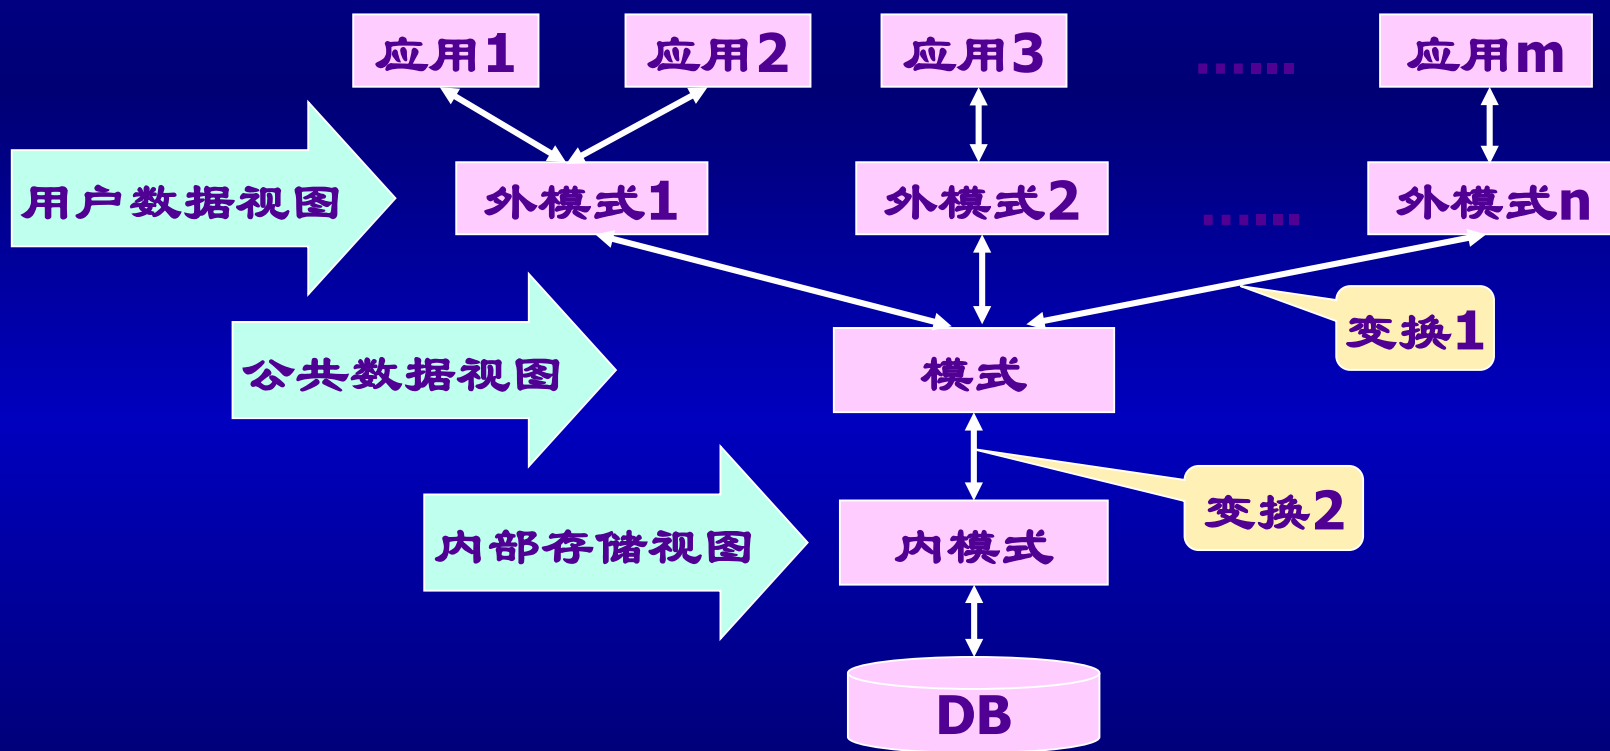 应用1
应用2
应用3
......
应用m
用户数据视图
外模式1
外模式2
......
外模式n
变换1
公共数据视图
模式
变换2
内部存储视图
内模式
DB